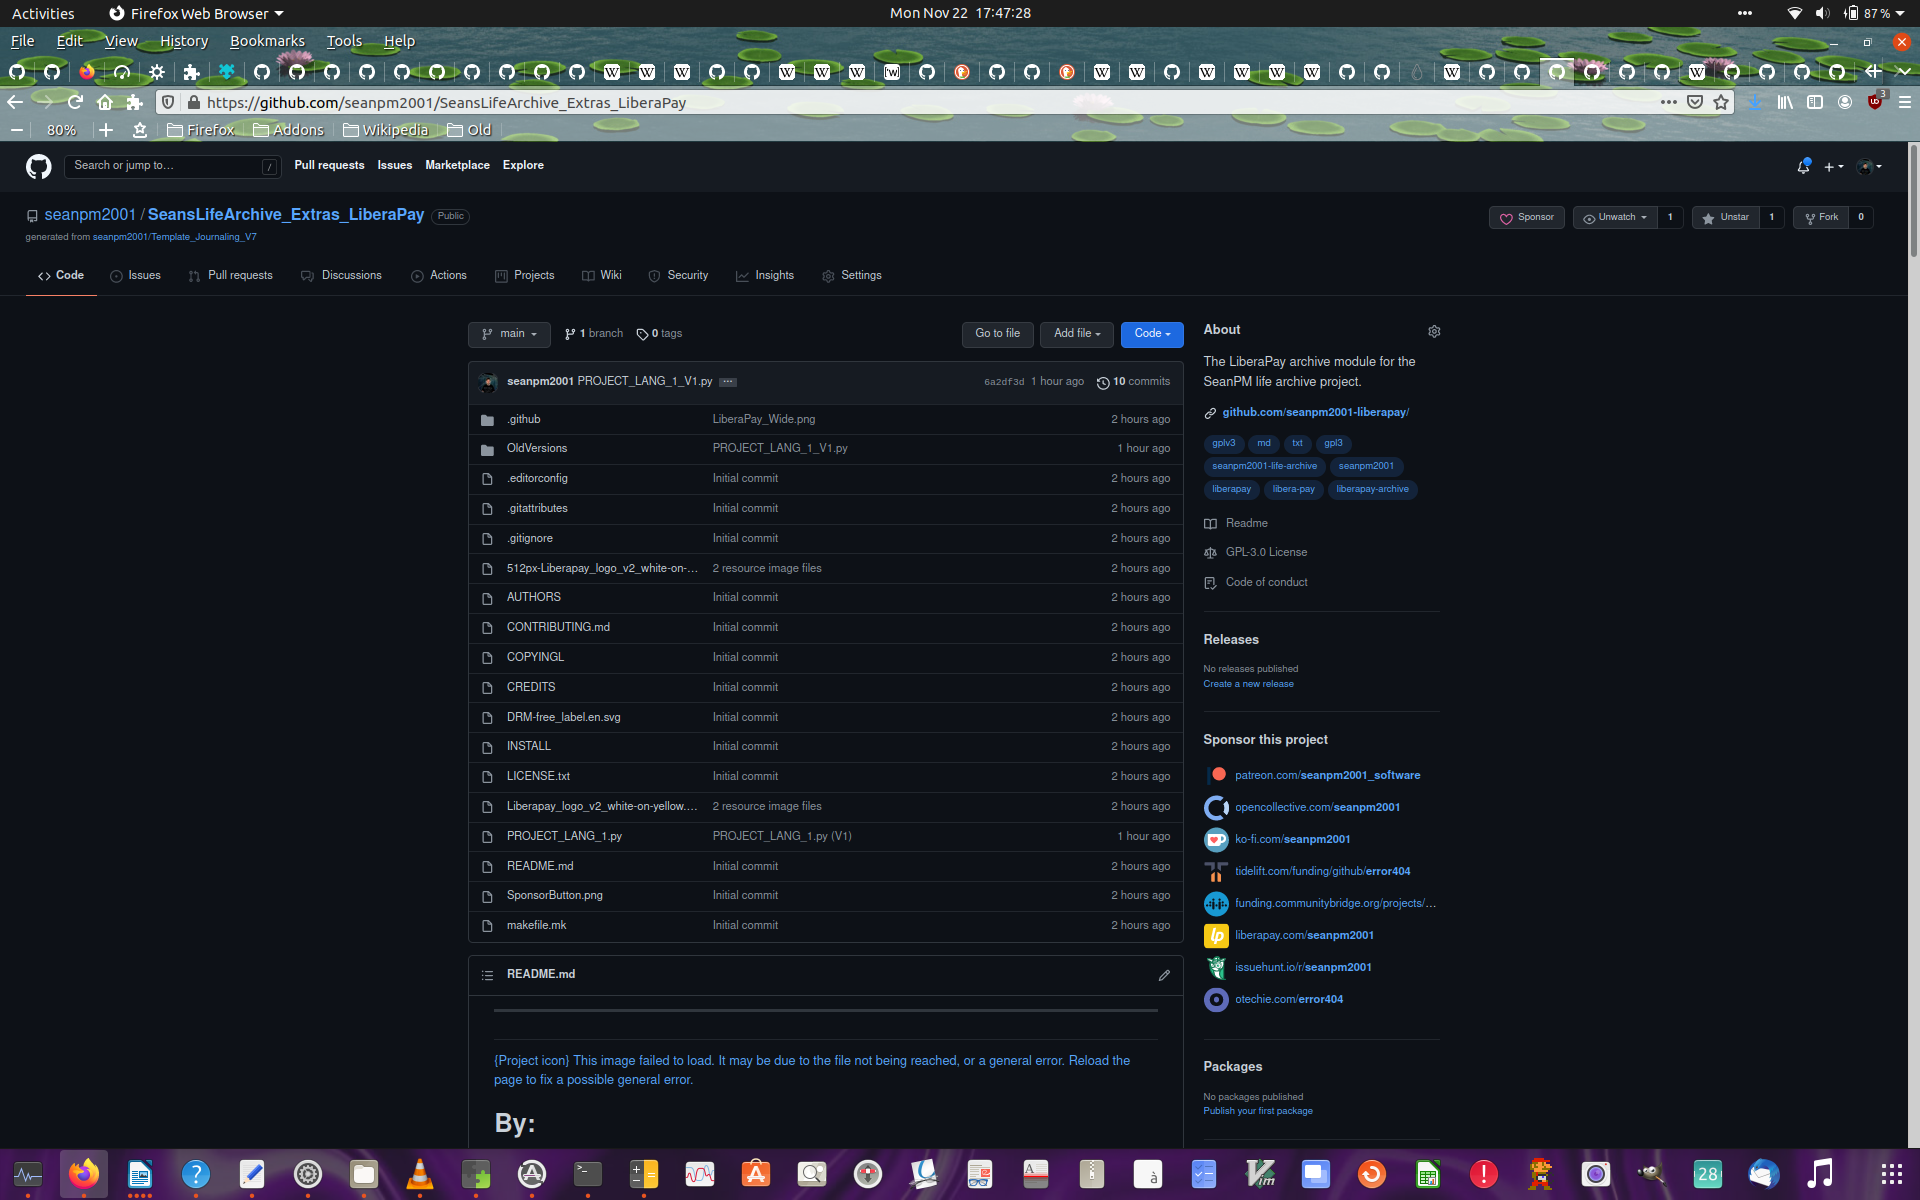 Activities
Firefox Web Browser
Mon Nov 22 17:47:28
87 %
File Edit View History Bookmarks Tools Help
https://github.com/seanpm2001/SeansLifeArchive_Extras_LiberaPay
3
80%
Firefox Addons Wikipedia Old
Search or jump to… /
Pull requests Issues Marketplace Explore
seanpm2001 / SeansLifeArchive_Extras_LiberaPay Public
Sponsor Unwatch 1 Unstar 1 Fork 0
generated from seanpm2001/Template_Journaling_V7
Code Issues Pull requests Discussions Actions Projects Wiki Security Insights Settings
main 1 branch 0 tags Go to file Add file Code
seanpm2001 PROJECT_LANG_1_V1.py ··· 6a2df3d 1 hour ago 10 commits
.github LiberaPay_Wide.png 2 hours ago
OldVersions PROJECT_LANG_1_V1.py 1 hour ago
.editorconfig Initial commit 2 hours ago
.gitattributes Initial commit 2 hours ago
.gitignore Initial commit 2 hours ago
512px-Liberapay_logo_v2_white-on-… 2 resource image files 2 hours ago
AUTHORS Initial commit 2 hours ago
CONTRIBUTING.md Initial commit 2 hours ago
COPYINGL Initial commit 2 hours ago
CREDITS Initial commit 2 hours ago
DRM-free_label.en.svg Initial commit 2 hours ago
INSTALL Initial commit 2 hours ago
LICENSE.txt Initial commit 2 hours ago
Liberapay_logo_v2_white-on-yellow.… 2 resource image files 2 hours ago
PROJECT_LANG_1.py PROJECT_LANG_1.py (V1) 1 hour ago
README.md Initial commit 2 hours ago
SponsorButton.png Initial commit 2 hours ago
makefile.mk Initial commit 2 hours ago
README.md
{Project icon} This image failed to load. It may be due to the file not being reached, or a general error. Reload the
page to fix a possible general error.
By:
About
The LiberaPay archive module for the
SeanPM life archive project.
github.com/seanpm2001-liberapay/
gplv3 md txt gpl3
seanpm2001-life-archive seanpm2001
liberapay libera-pay liberapay-archive
Readme
GPL-3.0 License
Code of conduct
Releases
No releases published
Create a new release
Sponsor this project
patreon.com/seanpm2001_software
opencollective.com/seanpm2001
ko-fi.com/seanpm2001
tidelift.com/funding/github/error404
funding.communitybridge.org/projects/…
lp liberapay.com/seanpm2001
issuehunt.io/r/seanpm2001
otechie.com/error404
Packages
No packages published
Publish your first package
28